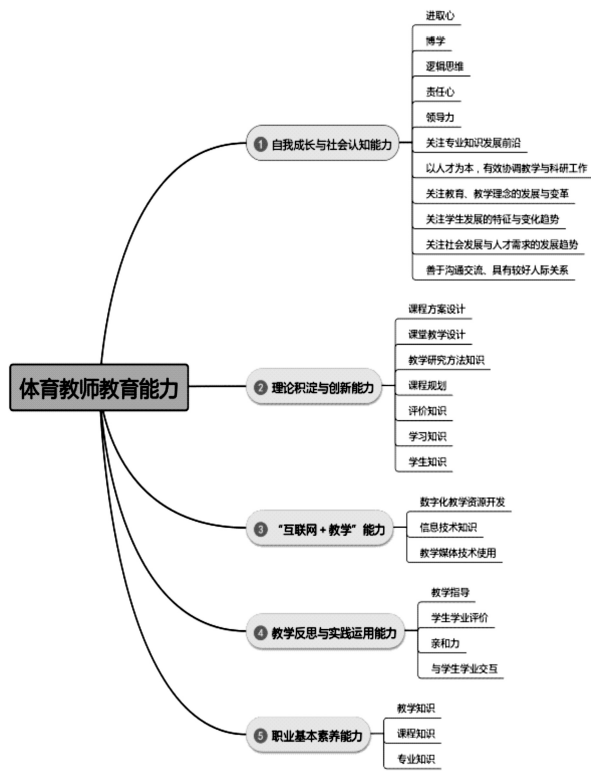 体育教师教育能力
1 自我成长与社会认知能力
进取心
博学
逻辑思维
责任心
领导力
关注专业知识发展前沿
以人才为本，有效协调教学与科研工作
关注教育、教学理念的发展与变革
关注学生发展的特征与变化趋势
关注社会发展与人才需求的发展趋势
善于沟通交流、具有较好人际关系
2 理论积淀与创新能力
课程方案设计
课堂教学设计
教学研究方法知识
课程规划
评价知识
学习知识
学生知识
3 “互联网+教学”能力
数字化教学资源开发
信息技术知识
教学媒体技术使用
4 教学反思与实践运用能力
教学指导
学生学业评价
亲和力
与学生学业交互
5 职业基本素养能力
教学知识
课程知识
专业知识